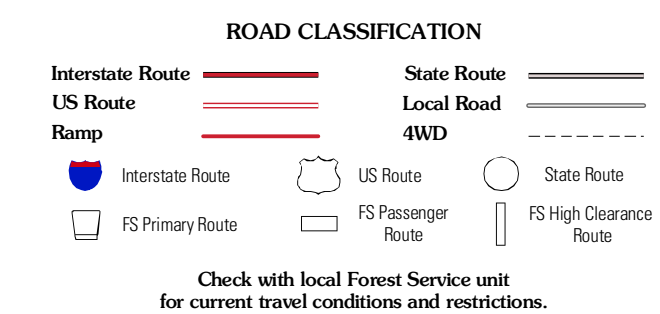 ROAD CLASSIFICATION
Interstate Route
State Route
US Route
Local Road
Ramp
4WD
Interstate Route
US Route
State Route
FS Primary Route
FS Passenger
Route
FS High Clearance
Route
Check with local Forest Service unit
for current travel conditions and restrictions.